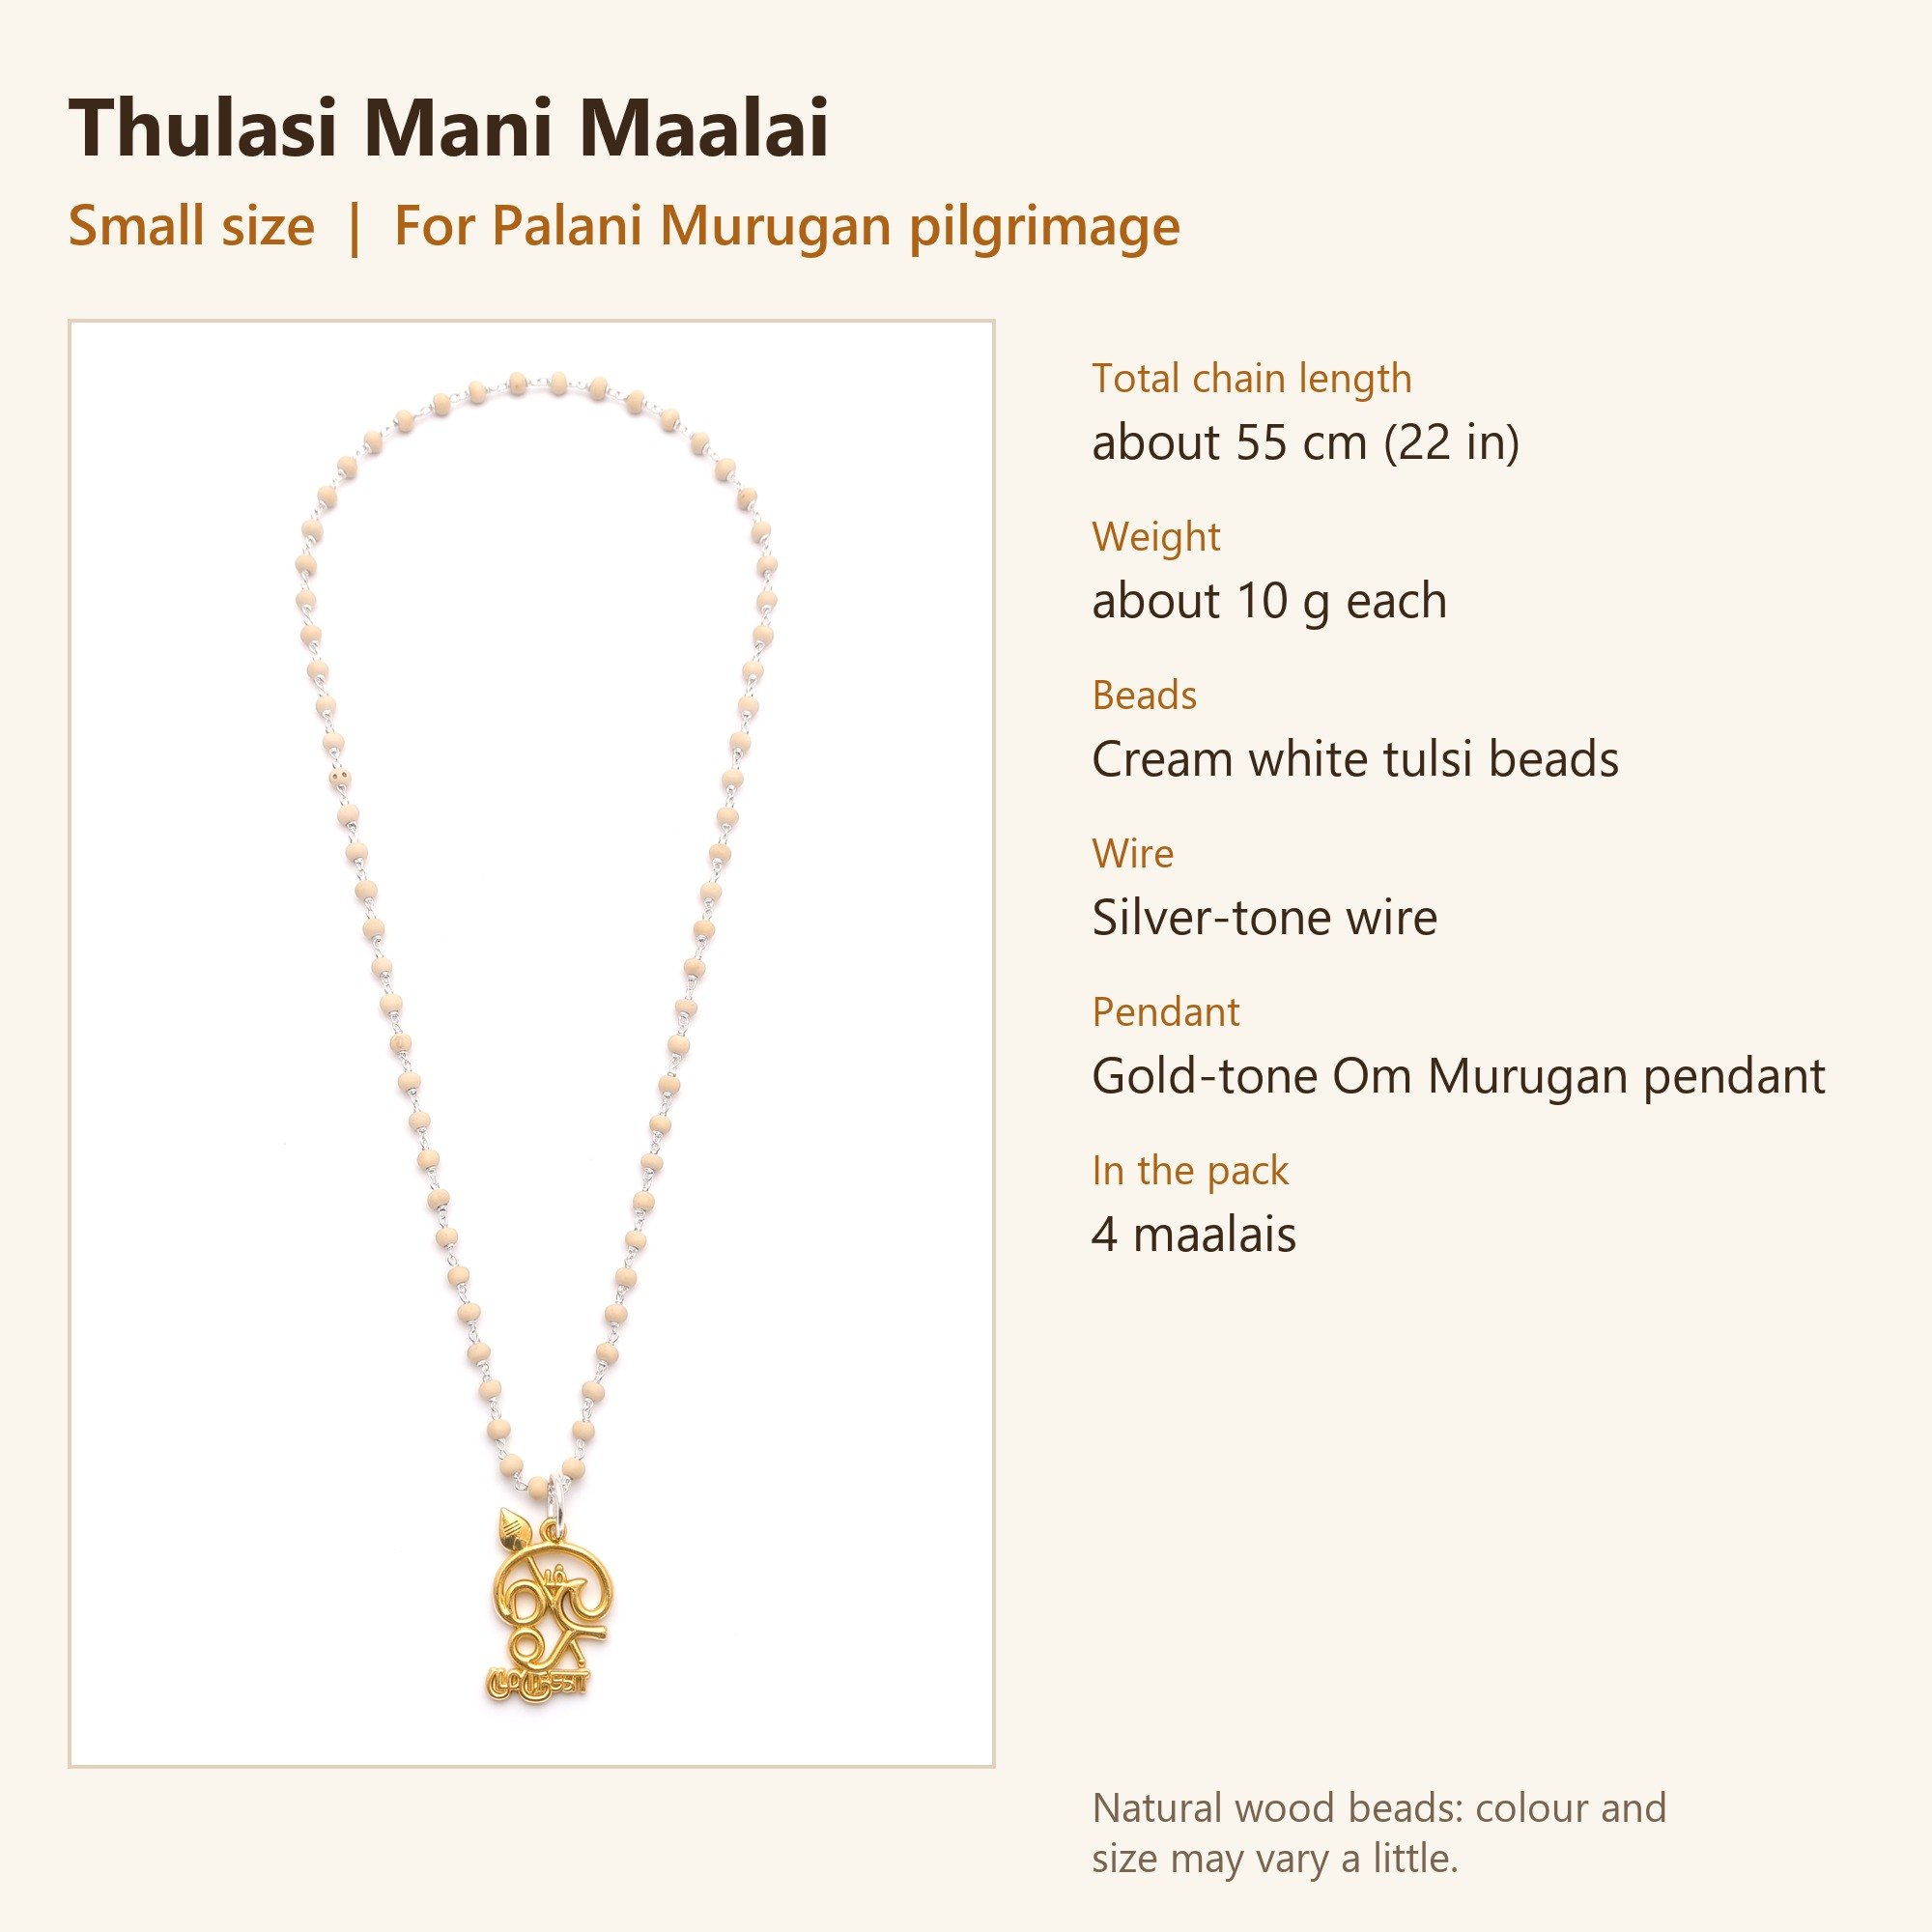 Thulasi Mani Maalai
Small size | For Palani Murugan pilgrimage
Total chain length
about 55 cm (22 in)
Weight
about 10 g each
Beads
Cream white tulsi beads
Wire
Silver-tone wire
Pendant
Gold-tone Om Murugan pendant
In the pack
4 maalais
ஓம்
முருகா
Natural wood beads: colour and
size may vary a little.